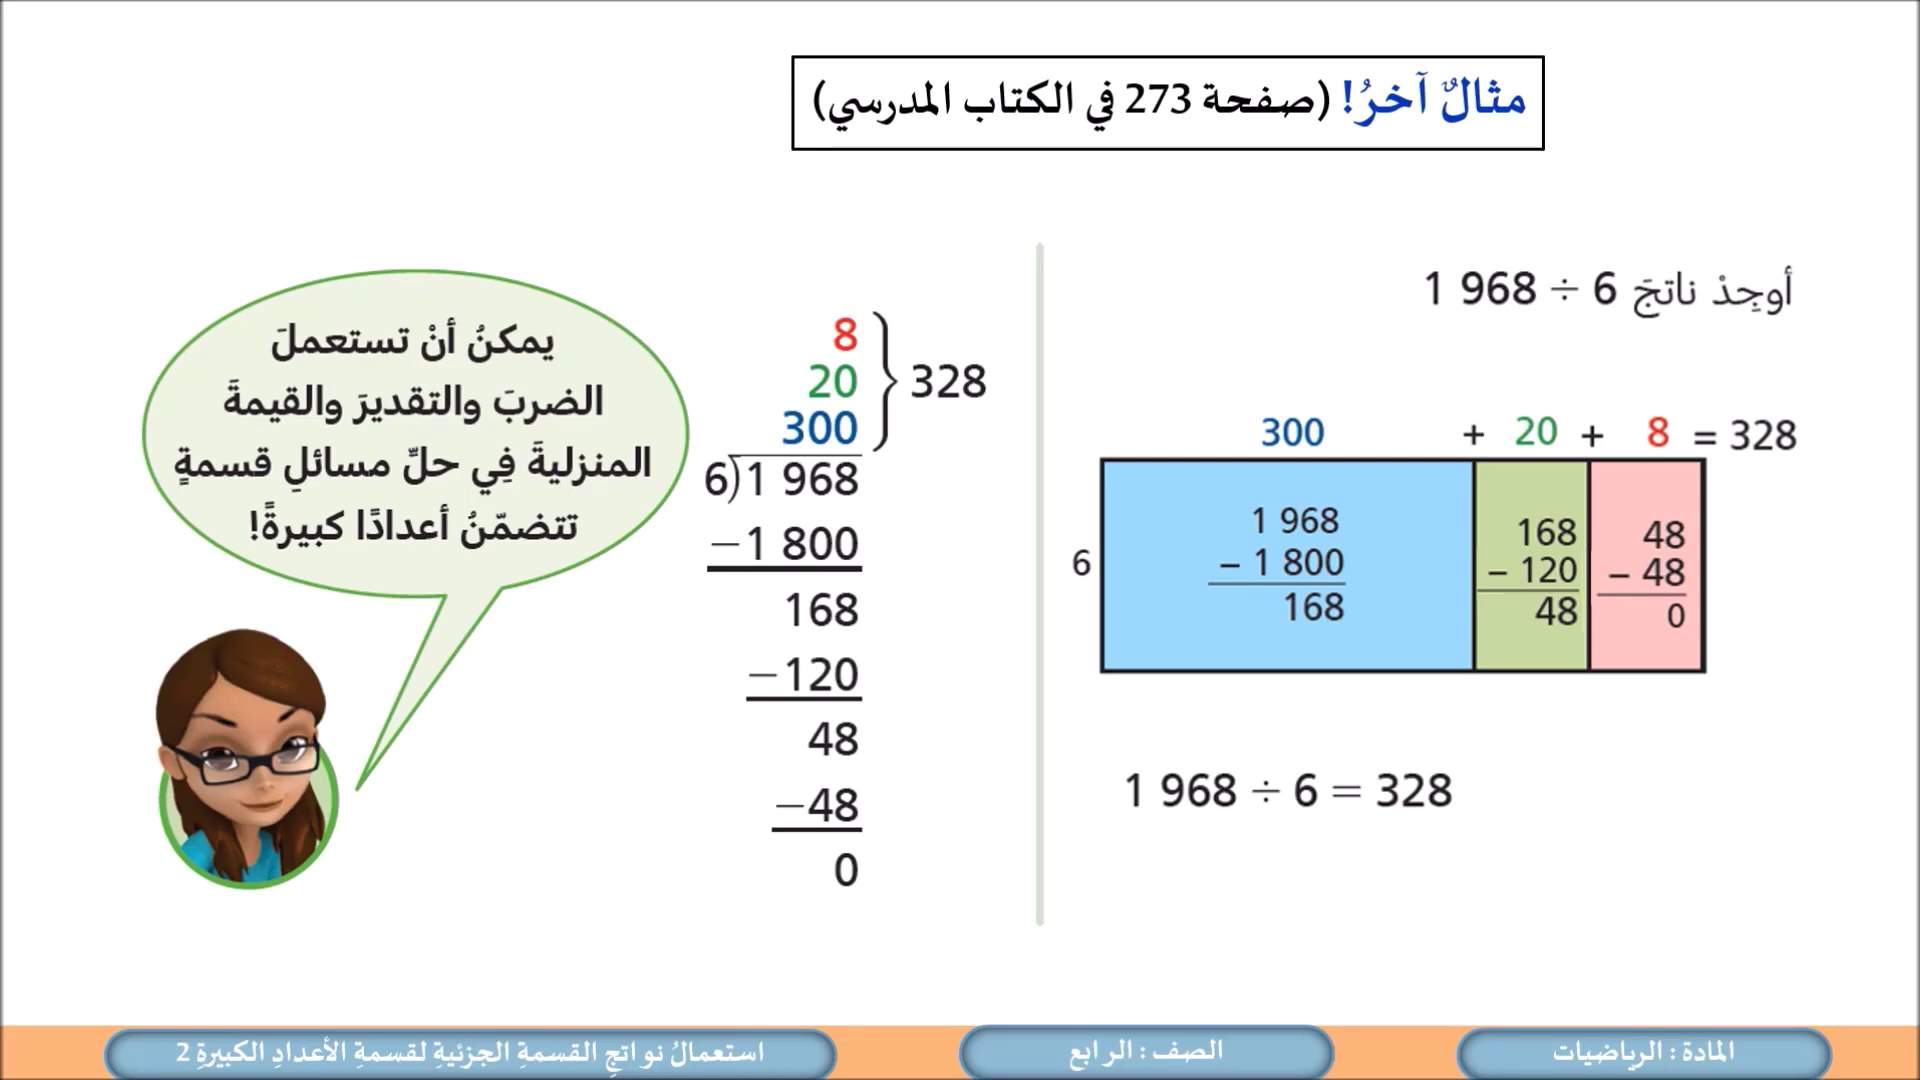 مثالٌ آخرُ! (صفحة 273 في الكتاب المدرسي)
أوجِدْ ناتجَ 6 ÷ 968 1
300 + 20 + 8 = 328
6
1 968
– 1 800
168
168
– 120
48
48
– 48
0
1 968 ÷ 6 = 328
8
20
300
328
6)1 968
–1 800
168
–120
48
–48
0
يمكنُ أنْ تستعملَ
الضربَ والتقديرَ والقيمةَ
المنزليةَ فِي حلِّ مسائلِ قسمةٍ
تتضمّنُ أعدادًا كبيرةً!
المادة : الرياضيات
الصف : الرابع
استعمالُ نواتجِ القسمةِ الجزئيةِ لقسمةِ الأعدادِ الكبيرةِ 2